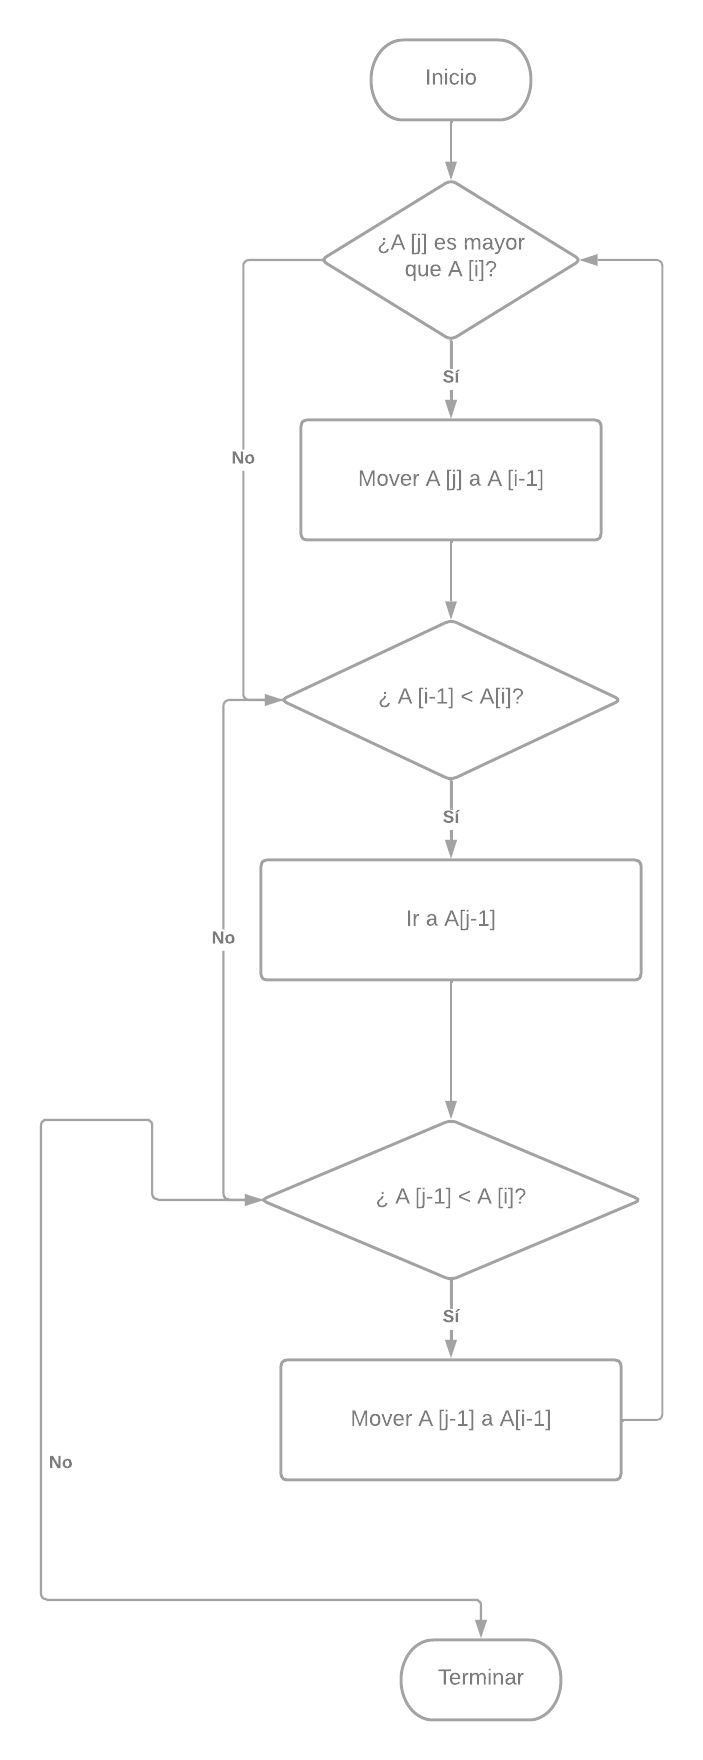 Inicio
¿A [j] es mayor
que A [i]?
Sí
No
Mover A [j] a A [i-1]
¿ A [i-1] < A[i]?
Sí
Ir a A[j-1]
No
¿ A [j-1] < A [i]?
Sí
Mover A [j-1] a A[i-1]
No
Terminar